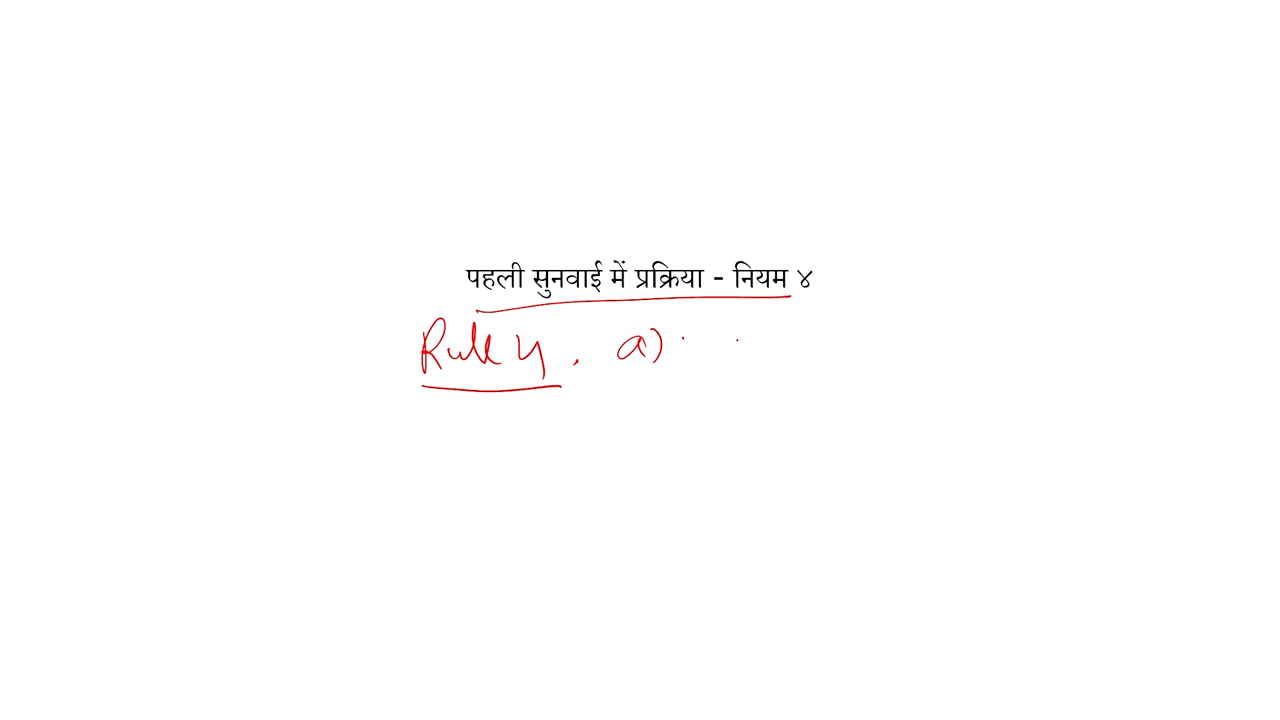 पहली सुनवाई में प्रक्रिया - नियम ४
Rule 4, a)